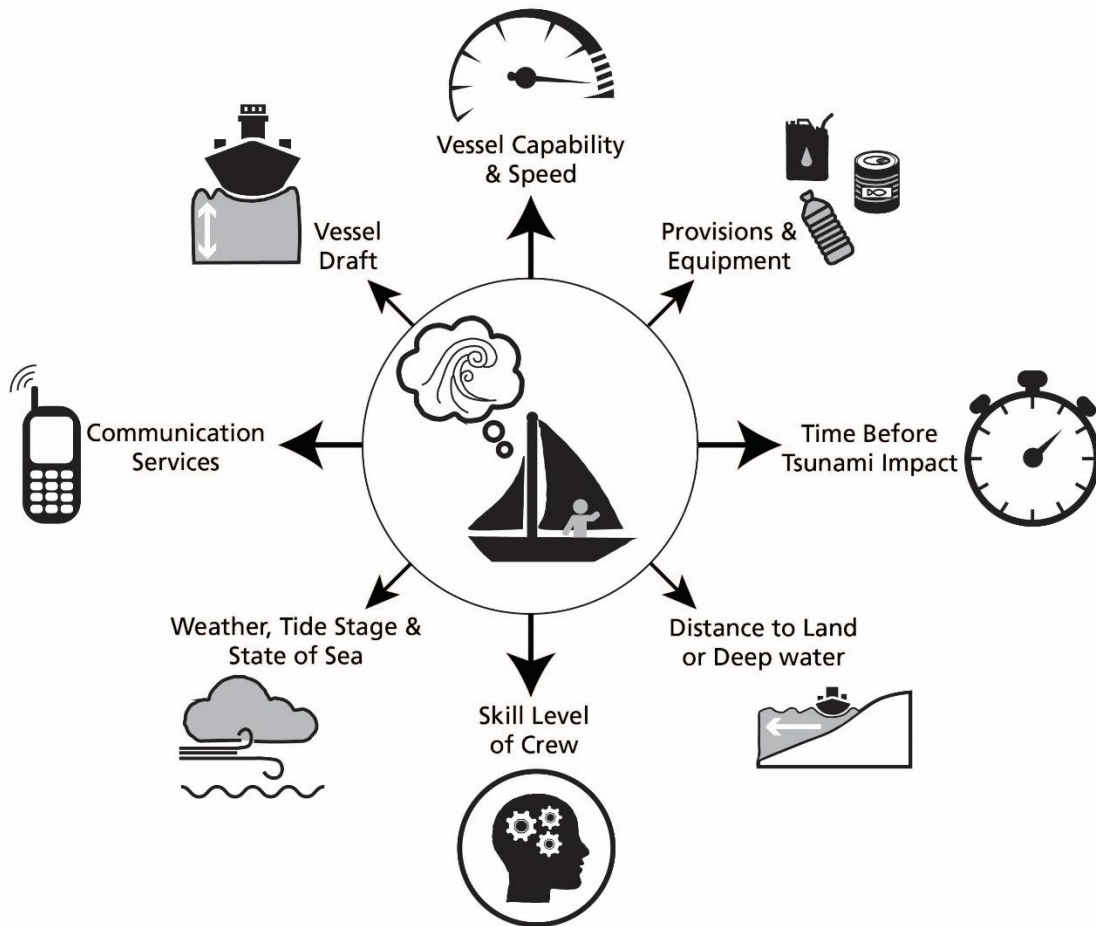 Vessel Capability
& Speed
Vessel
Draft
Provisions &
Equipment
Communication
Services
Time Before
Tsunami Impact
Weather, Tide Stage &
State of Sea
Distance to Land
or Deep water
Skill Level
of Crew